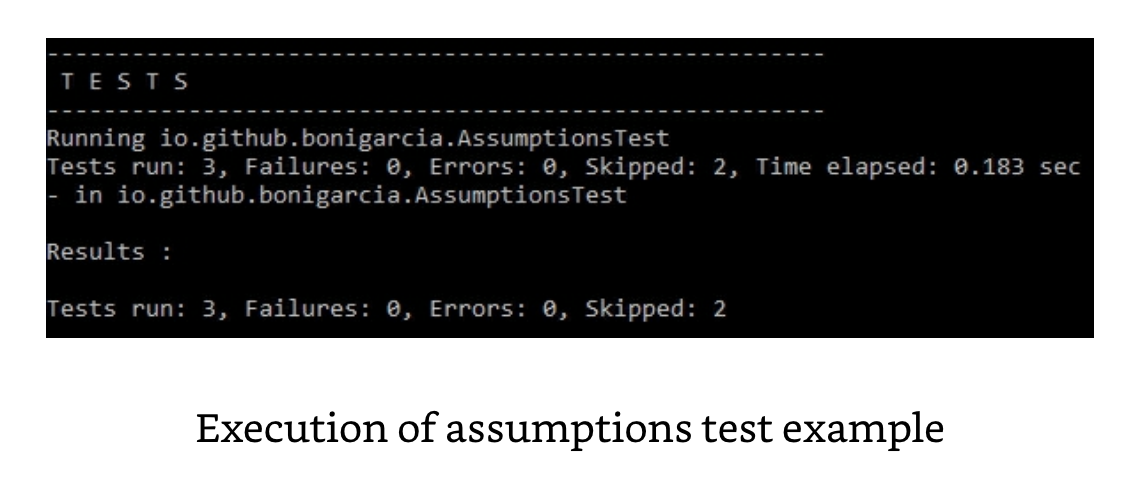 -------------------------------------------------------
T E S T S
-------------------------------------------------------
Running io.github.bonigarcia.AssumptionsTest
Tests run: 3, Failures: 0, Errors: 0, Skipped: 2, Time elapsed: 0.183 sec
- in io.github.bonigarcia.AssumptionsTest
Results :
Tests run: 3, Failures: 0, Errors: 0, Skipped: 2
Execution of assumptions test example